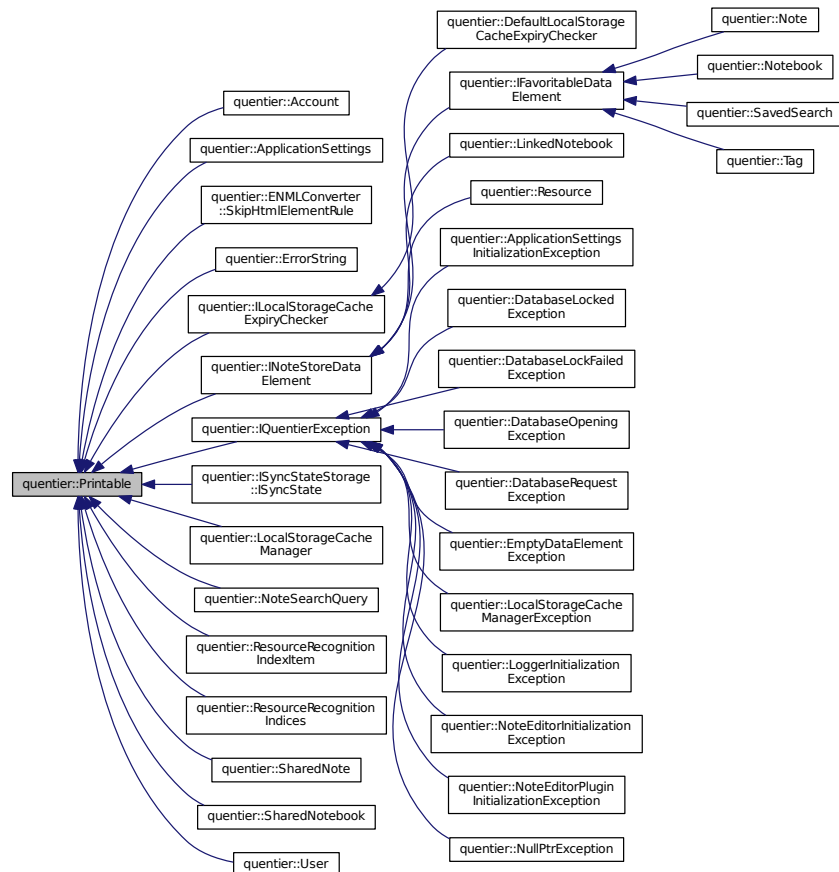 quentier::Printable
quentier::Account
quentier::ApplicationSettings
quentier::ENMLConverter
::SkipHtmlElementRule
quentier::ErrorString
quentier::ILocalStorageCache
ExpiryChecker
quentier::INoteStoreData
Element
quentier::IQuentierException
quentier::ISyncStateStorage
::ISyncState
quentier::LocalStorageCache
Manager
quentier::NoteSearchQuery
quentier::ResourceRecognition
IndexItem
quentier::ResourceRecognition
Indices
quentier::SharedNote
quentier::SharedNotebook
quentier::User
quentier::DefaultLocalStorage
CacheExpiryChecker
quentier::IFavoritableData
Element
quentier::LinkedNotebook
quentier::Resource
quentier::ApplicationSettings
InitializationException
quentier::DatabaseLocked
Exception
quentier::DatabaseLockFailed
Exception
quentier::DatabaseOpening
Exception
quentier::DatabaseRequest
Exception
quentier::EmptyDataElement
Exception
quentier::LocalStorageCache
ManagerException
quentier::LoggerInitialization
Exception
quentier::NoteEditorInitialization
Exception
quentier::NoteEditorPlugin
InitializationException
quentier::NullPtrException
quentier::Note
quentier::Notebook
quentier::SavedSearch
quentier::Tag